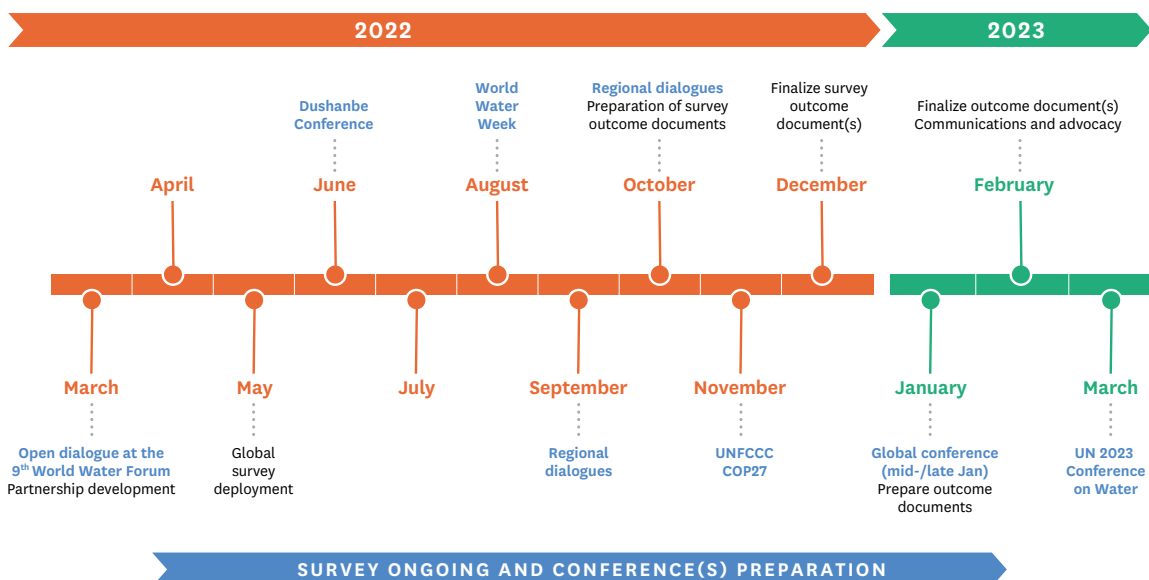 2022
2023
Dushanbe
Conference
World
Water
Week
Regional dialogues
Preparation of survey
outcome documents
Finalize survey
outcome
document(s)
Finalize outcome document(s)
Communications and advocacy
April
June
August
October
December
February
March
May
July
September
November
January
March
Open dialogue at the
9th World Water Forum
Partnership development
Global
survey
deployment
Regional
dialogues
UNFCCC
COP27
Global conference
(mid-/late Jan)
Prepare outcome
documents
UN 2023
Conference
on Water
SURVEY ONGOING AND CONFERENCE(S) PREPARATION